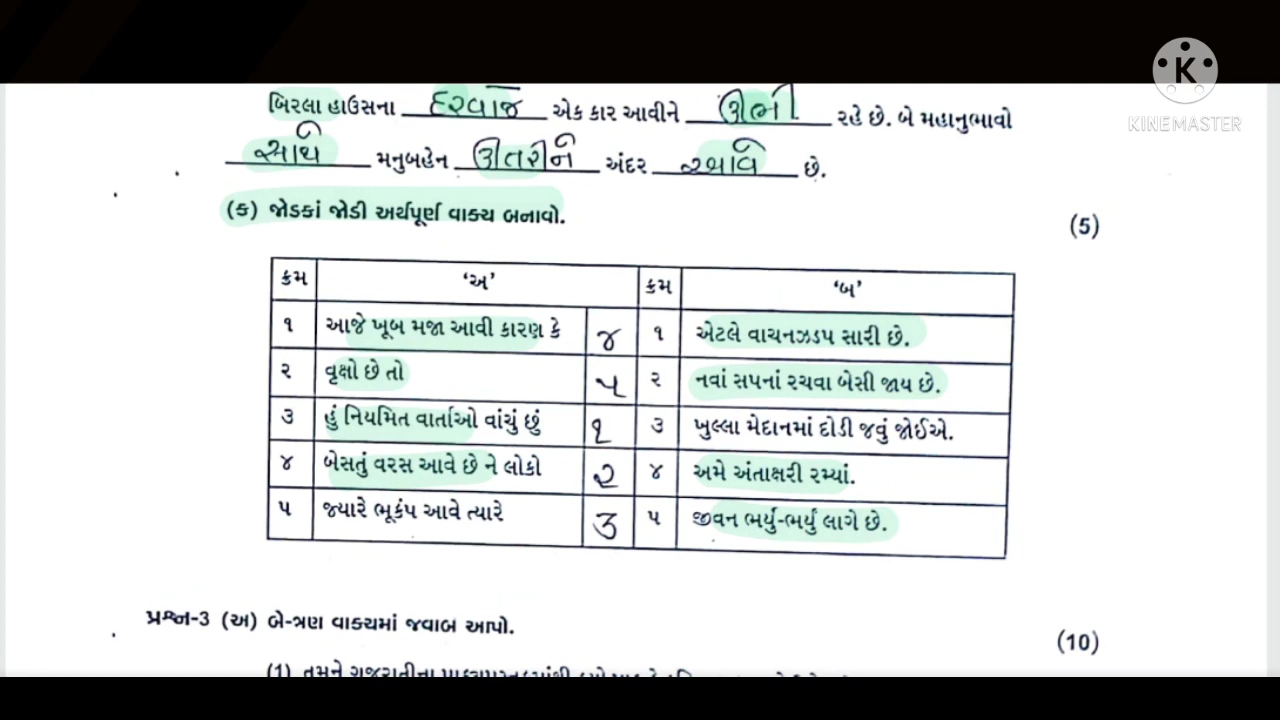 K
KINEMASTER
બિરલા હાઉસના દરવાજે એક કાર આવીને ઊભી રહે છે. બે મહાનુભાવો
સાથે મનુબહેન ઊતરીને અંદર આવે છે.
(ક) જોડકાં જોડી અર્થપૂર્ણ વાક્ય બનાવો. (5)
ક્રમ 'અ' ક્રમ 'બ'
૧ આજે ખૂબ મજા આવી કારણ કે ૪ ૧ એટલે વાચનઝડપ સારી છે.
૨ વૃક્ષો છે તો ૫ ૨ નવાં સપનાં રચવા બેસી જાય છે.
૩ હું નિયમિત વાર્તાઓ વાંચું છું ૧ ૩ ખુલ્લા મેદાનમાં દોડી જવું જોઈએ.
૪ બેસતું વરસ આવે છે ને લોકો ૨ ૪ અમે અંતાક્ષરી રમ્યાં.
૫ જ્યારે ભૂકંપ આવે ત્યારે ૩ ૫ જીવન ભર્યું-ભર્યું લાગે છે.
પ્રશ્ન-3 (અ) બે-ત્રણ વાક્યમાં જવાબ આપો. (10)
(1) તમને ગુજરાતીના